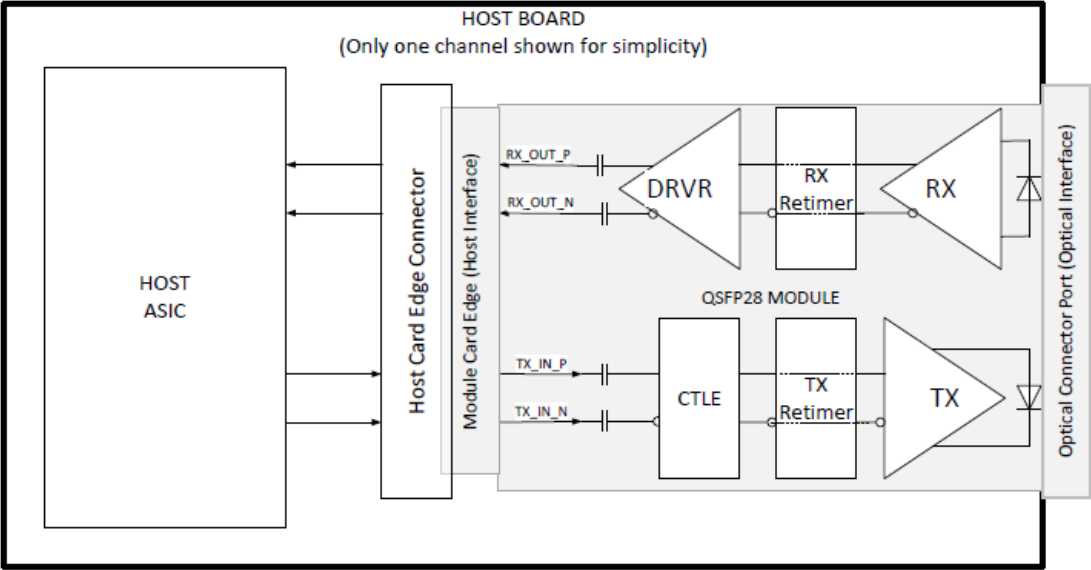 HOST BOARD
(Only one channel shown for simplicity)
HOST
ASIC
Host Card Edge Connector
Module Card Edge (Host Interface)
RX_OUT_P
RX_OUT_N
DRVR
RX
Retimer
RX
QSFP28 MODULE
TX_IN_P
TX_IN_N
CTLE
TX
Retimer
TX
Optical Connector Port (Optical Interface)